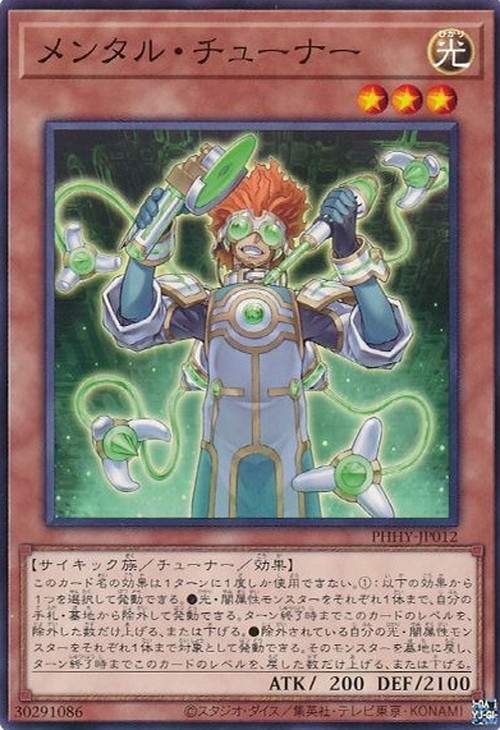 メンタル・チューナー
光
PHHY-JP012
【サイキック族/チューナー/効果】
このカード名の効果は1ターンに1度しか使用できない。①:以下の効果から
1つを選択して発動できる。●光・闇属性モンスターをそれぞれ1体まで、自分の
手札・墓地から除外して発動できる。ターン終了時までこのカードのレベルを、
除外した数だけ上げる、または下げる。●除外されている自分の光・闇属性モン
スターをそれぞれ1体まで対象として発動できる。そのモンスターを墓地に戻し、
ターン終了時までこのカードのレベルを、戻した数だけ上げる、または下げる。
ATK/ 200 DEF/2100
30291086 ©スタジオ・ダイス/集英社・テレビ東京・KONAMI